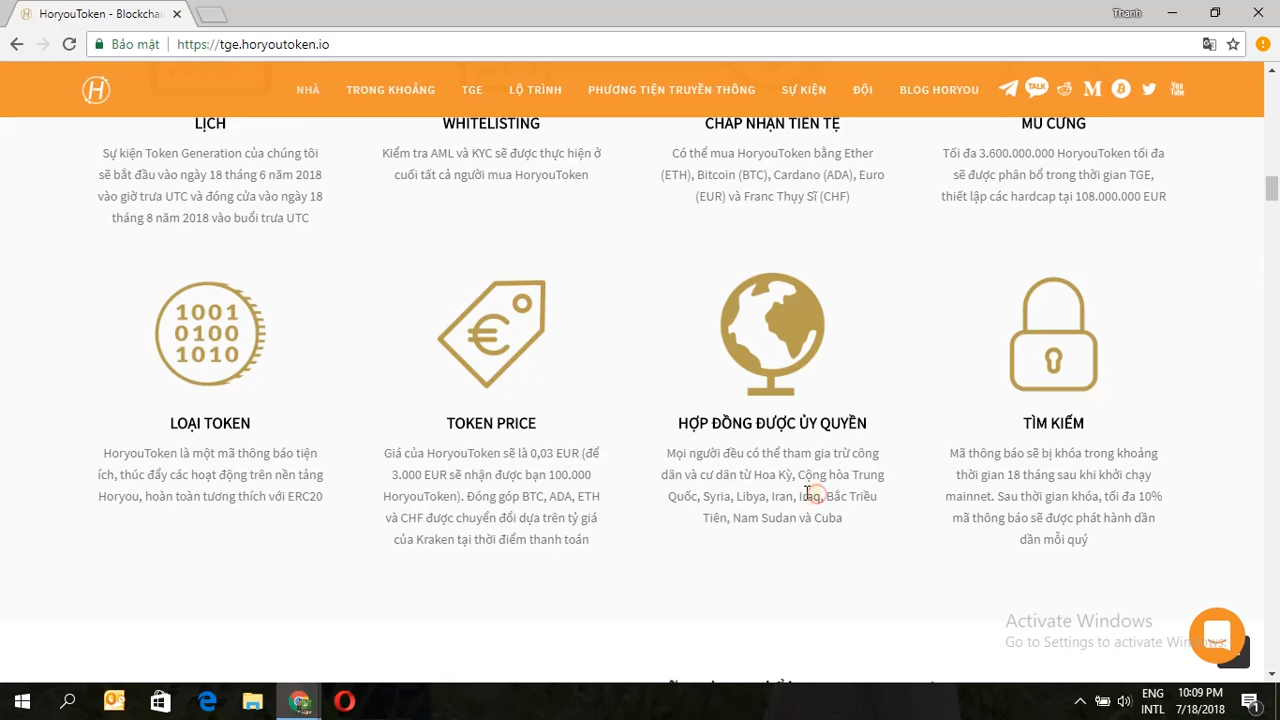 HoryouToken - Blockchain
Thanh
Bảo mật
https://tge.horyoutoken.io
NHÀ
TRONG KHOẢNG
TGE
LỘ TRÌNH
PHƯƠNG TIỆN TRUYỀN THÔNG
SỰ KIỆN
ĐỘI
BLOG HORYOU
TALK
You
Tube
LỊCH
Sự kiện Token Generation của chúng tôi
sẽ bắt đầu vào ngày 18 tháng 6 năm 2018
vào giờ trưa UTC và đóng cửa vào ngày 18
tháng 8 năm 2018 vào buổi trưa UTC
WHITELISTING
Kiểm tra AML và KYC sẽ được thực hiện ở
cuối tất cả người mua HoryouToken
CHẤP NHẬN TIỀN TỆ
Có thể mua HoryouToken bằng Ether
(ETH), Bitcoin (BTC), Cardano (ADA), Euro
(EUR) và Franc Thụy Sĩ (CHF)
MŨ CỨNG
Tối đa 3.600.000.000 HoryouToken tối đa
sẽ được phân bổ trong thời gian TGE,
thiết lập các hardcap tại 108.000.000 EUR
1001
0100
1010
LOẠI TOKEN
HoryouToken là một mã thông báo tiện
ích, thúc đẩy các hoạt động trên nền tảng
Horyou, hoàn toàn tương thích với ERC20
€
TOKEN PRICE
Giá của HoryouToken sẽ là 0,03 EUR (để
3.000 EUR sẽ nhận được bạn 100.000
HoryouToken). Đóng góp BTC, ADA, ETH
và CHF được chuyển đổi dựa trên tỷ giá
của Kraken tại thời điểm thanh toán
HỢP ĐỒNG ĐƯỢC ỦY QUYỀN
Mọi người đều có thể tham gia trừ công
dân và cư dân từ Hoa Kỳ, Cộng hòa Trung
Quốc, Syria, Libya, Iran, Iraq, Bắc Triều
Tiên, Nam Sudan và Cuba
TÌM KIẾM
Mã thông báo sẽ bị khóa trong khoảng
thời gian 18 tháng sau khi khởi chạy
mainnet. Sau thời gian khóa, tối đa 10%
mã thông báo sẽ được phát hành dần
dần mỗi quý
Activate Windows
Go to Settings to activate Windows.
ENG
INTL
10:09 PM
7/18/2018
1